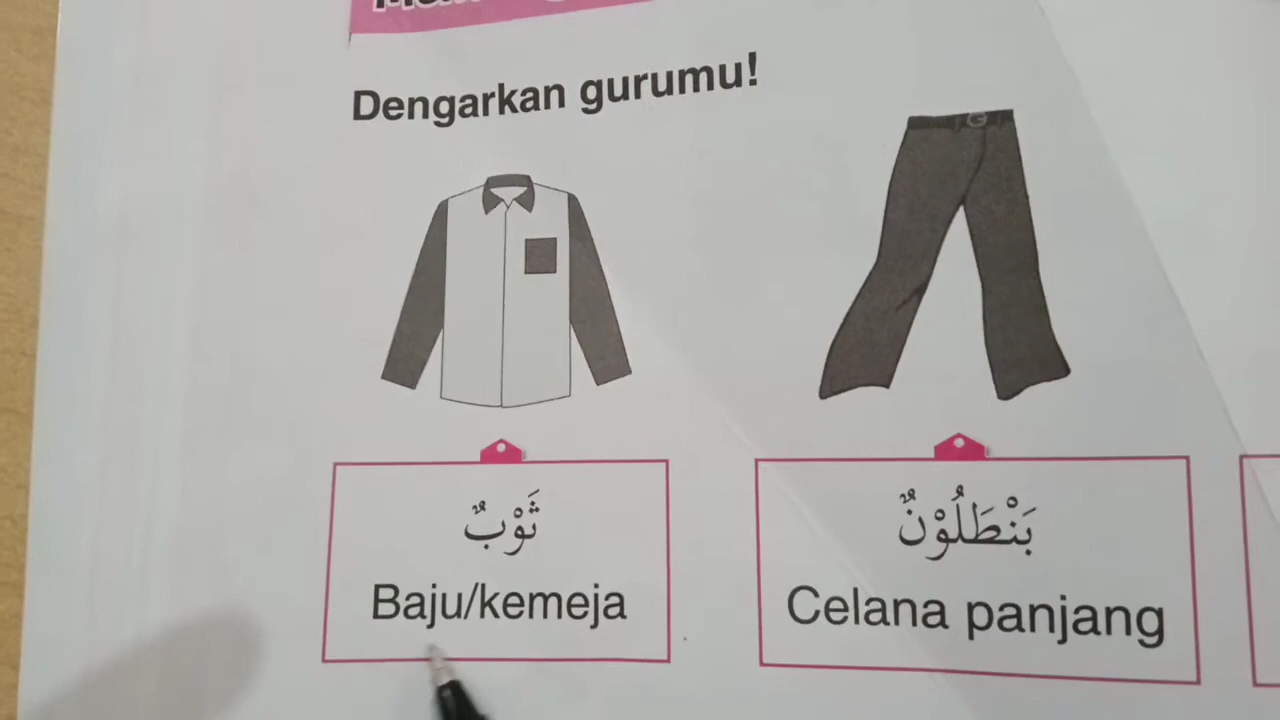 Dengarkan gurumu!
ثَوْبٌ
Baju/kemeja
بَنْطَلُوْنٌ
Celana panjang